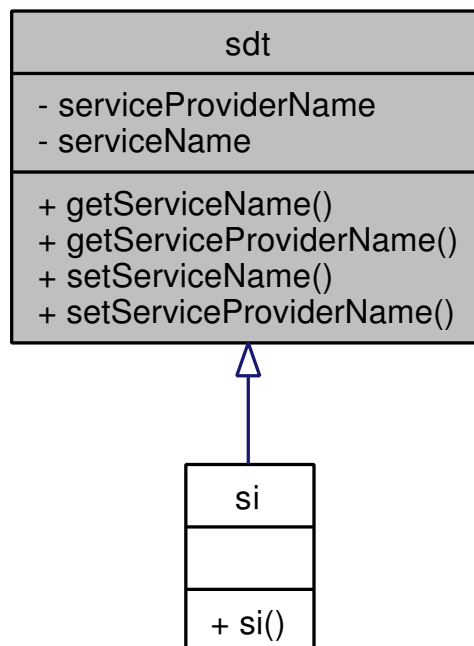 sdt
- serviceProviderName
- serviceName
+ getServiceName()
+ getServiceProviderName()
+ setServiceName()
+ setServiceProviderName()
si
+ si()